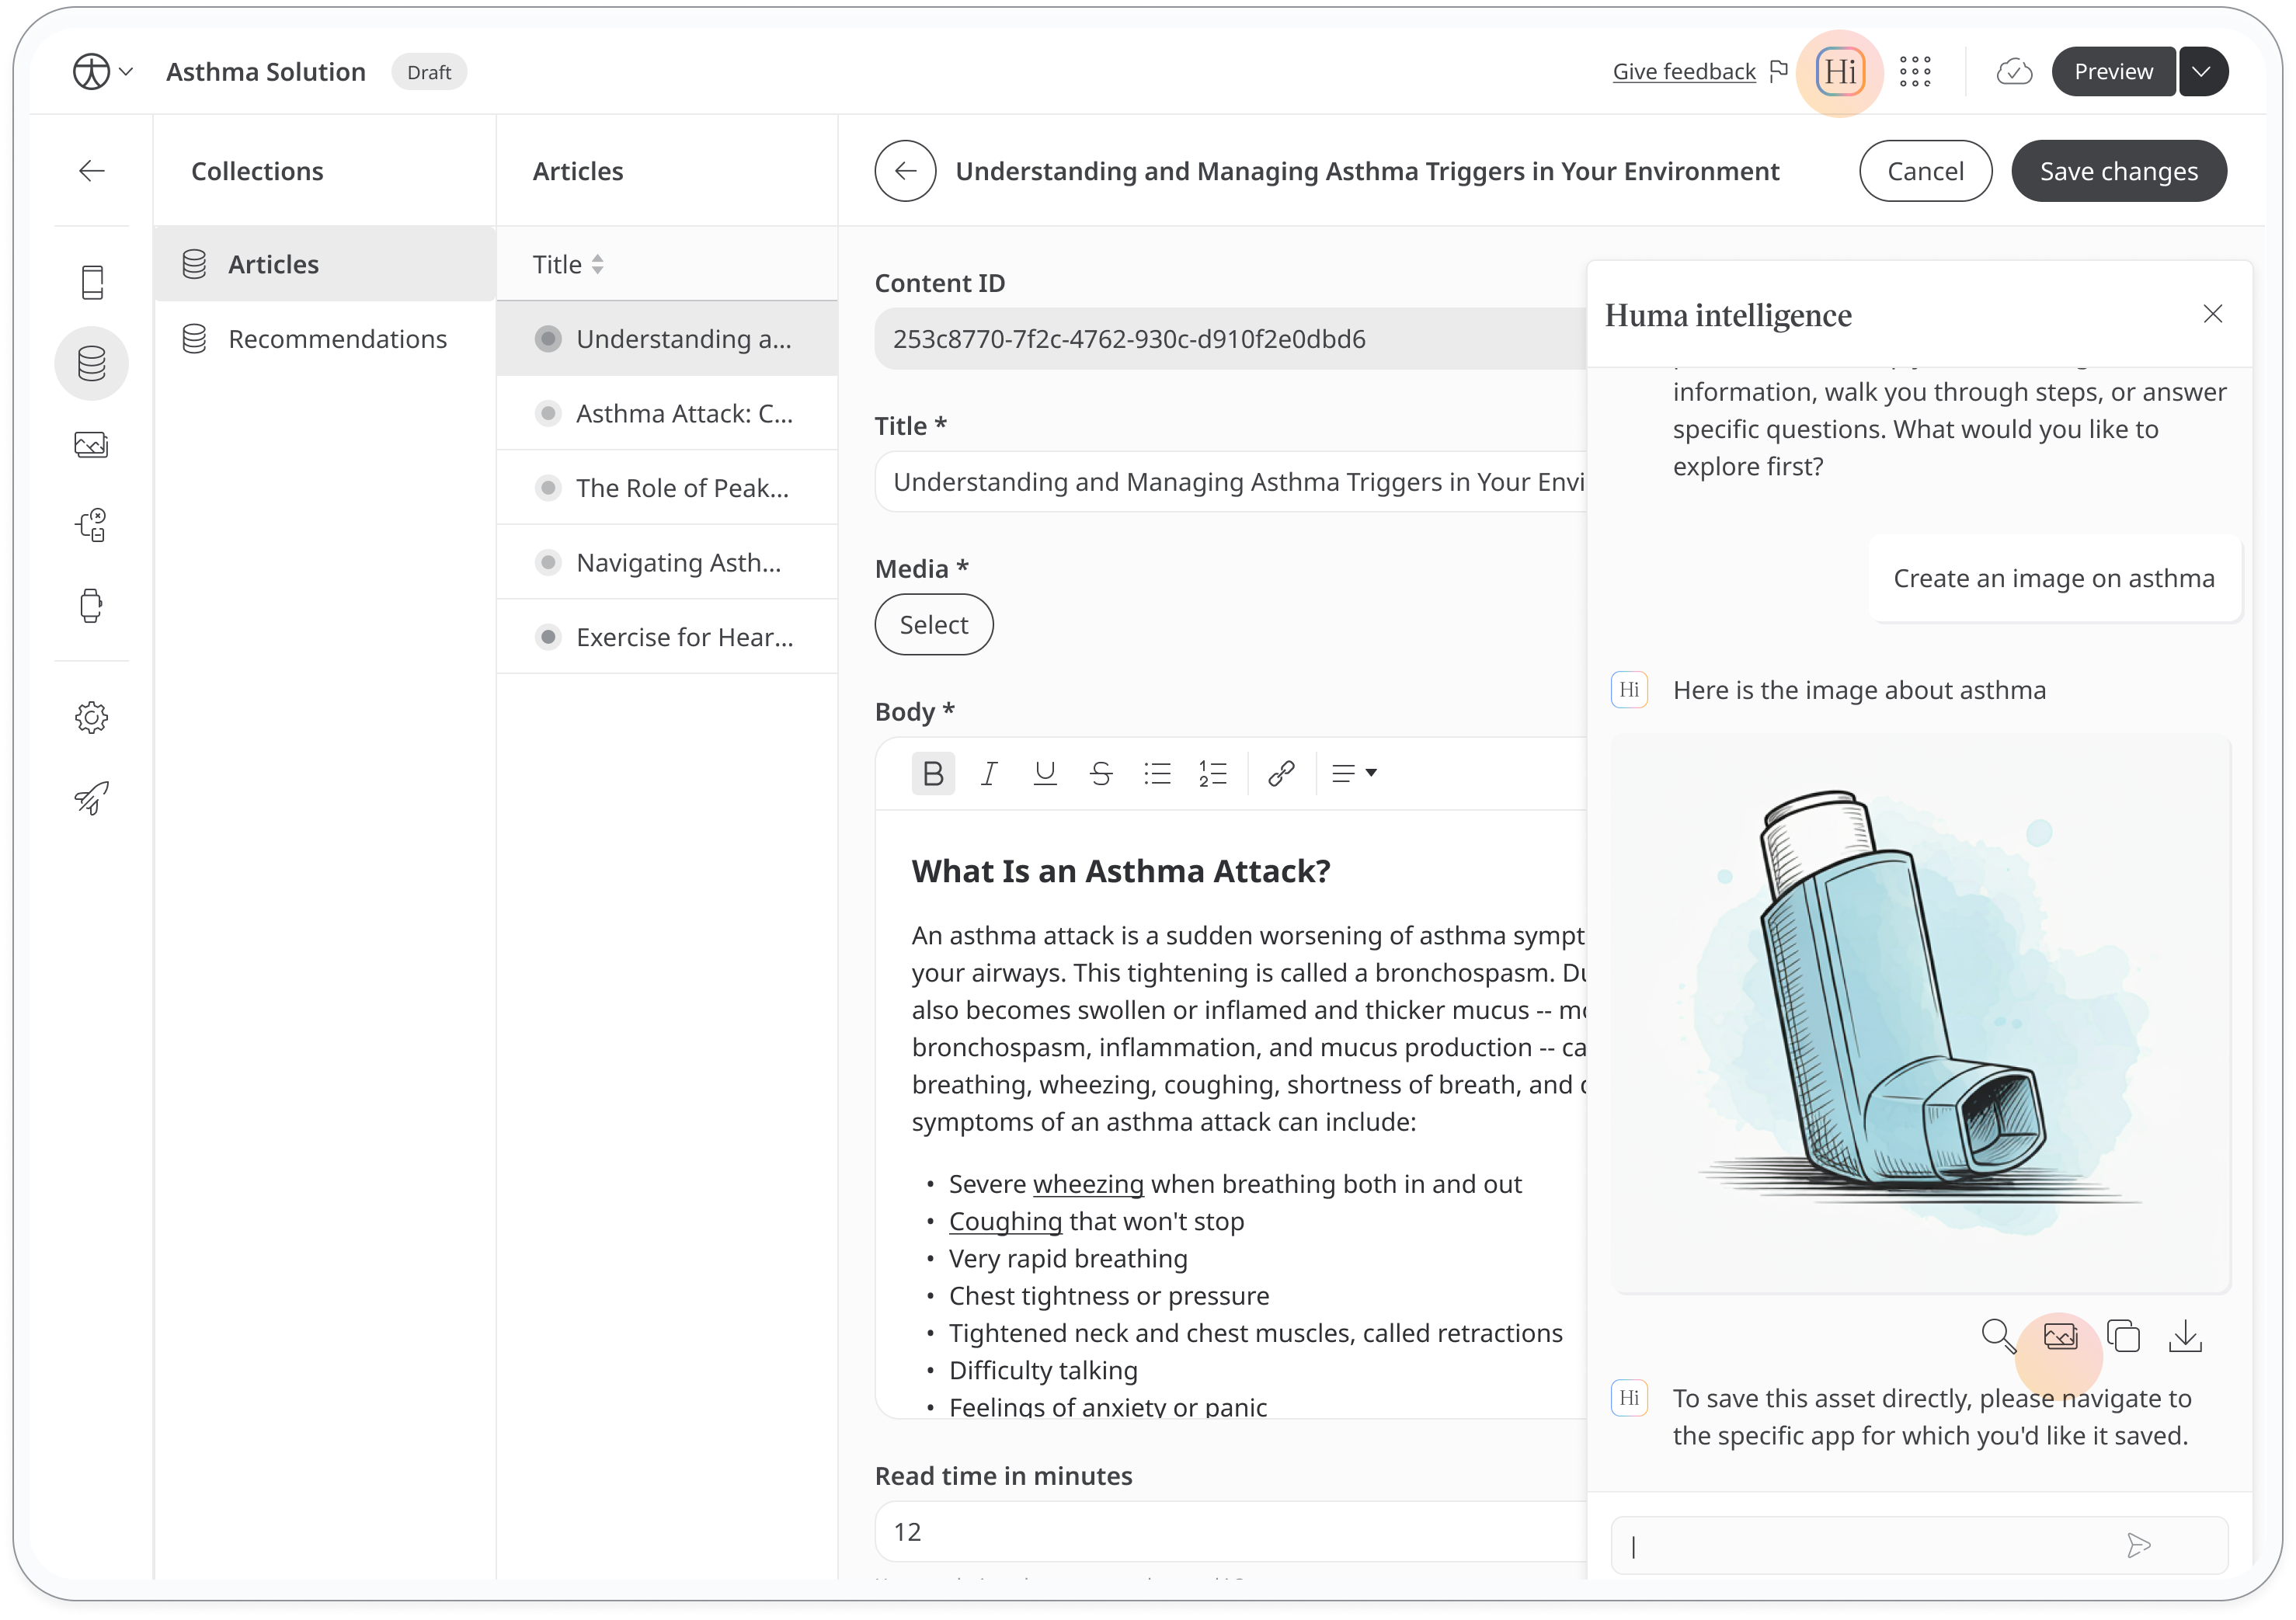 Asthma Solution
Draft
Give feedback
Hi
Preview
Collections
Articles
Recommendations
Articles
Title
Understanding a...
Asthma Attack: C...
The Role of Peak...
Navigating Asth...
Exercise for Hear...
Understanding and Managing Asthma Triggers in Your Environment
Cancel
Save changes
Content ID
253c8770-7f2c-4762-930c-d910f2e0dbd6
Title *
Understanding and Managing Asthma Triggers in Your Envi
Media *
Select
Body *
B I U S
1
2
What Is an Asthma Attack?
An asthma attack is a sudden worsening of asthma sympt
your airways. This tightening is called a bronchospasm. Du
also becomes swollen or inflamed and thicker mucus -- mo
bronchospasm, inflammation, and mucus production -- ca
breathing, wheezing, coughing, shortness of breath, and
symptoms of an asthma attack can include:
• Severe wheezing when breathing both in and out
• Coughing that won't stop
• Very rapid breathing
• Chest tightness or pressure
• Tightened neck and chest muscles, called retractions
• Difficulty talking
• Feelings of anxiety or panic
Read time in minutes
12
Huma intelligence
information, walk you through steps, or answer
specific questions. What would you like to
explore first?
Create an image on asthma
Hi
Here is the image about asthma
Hi
To save this asset directly, please navigate to
the specific app for which you'd like it saved.